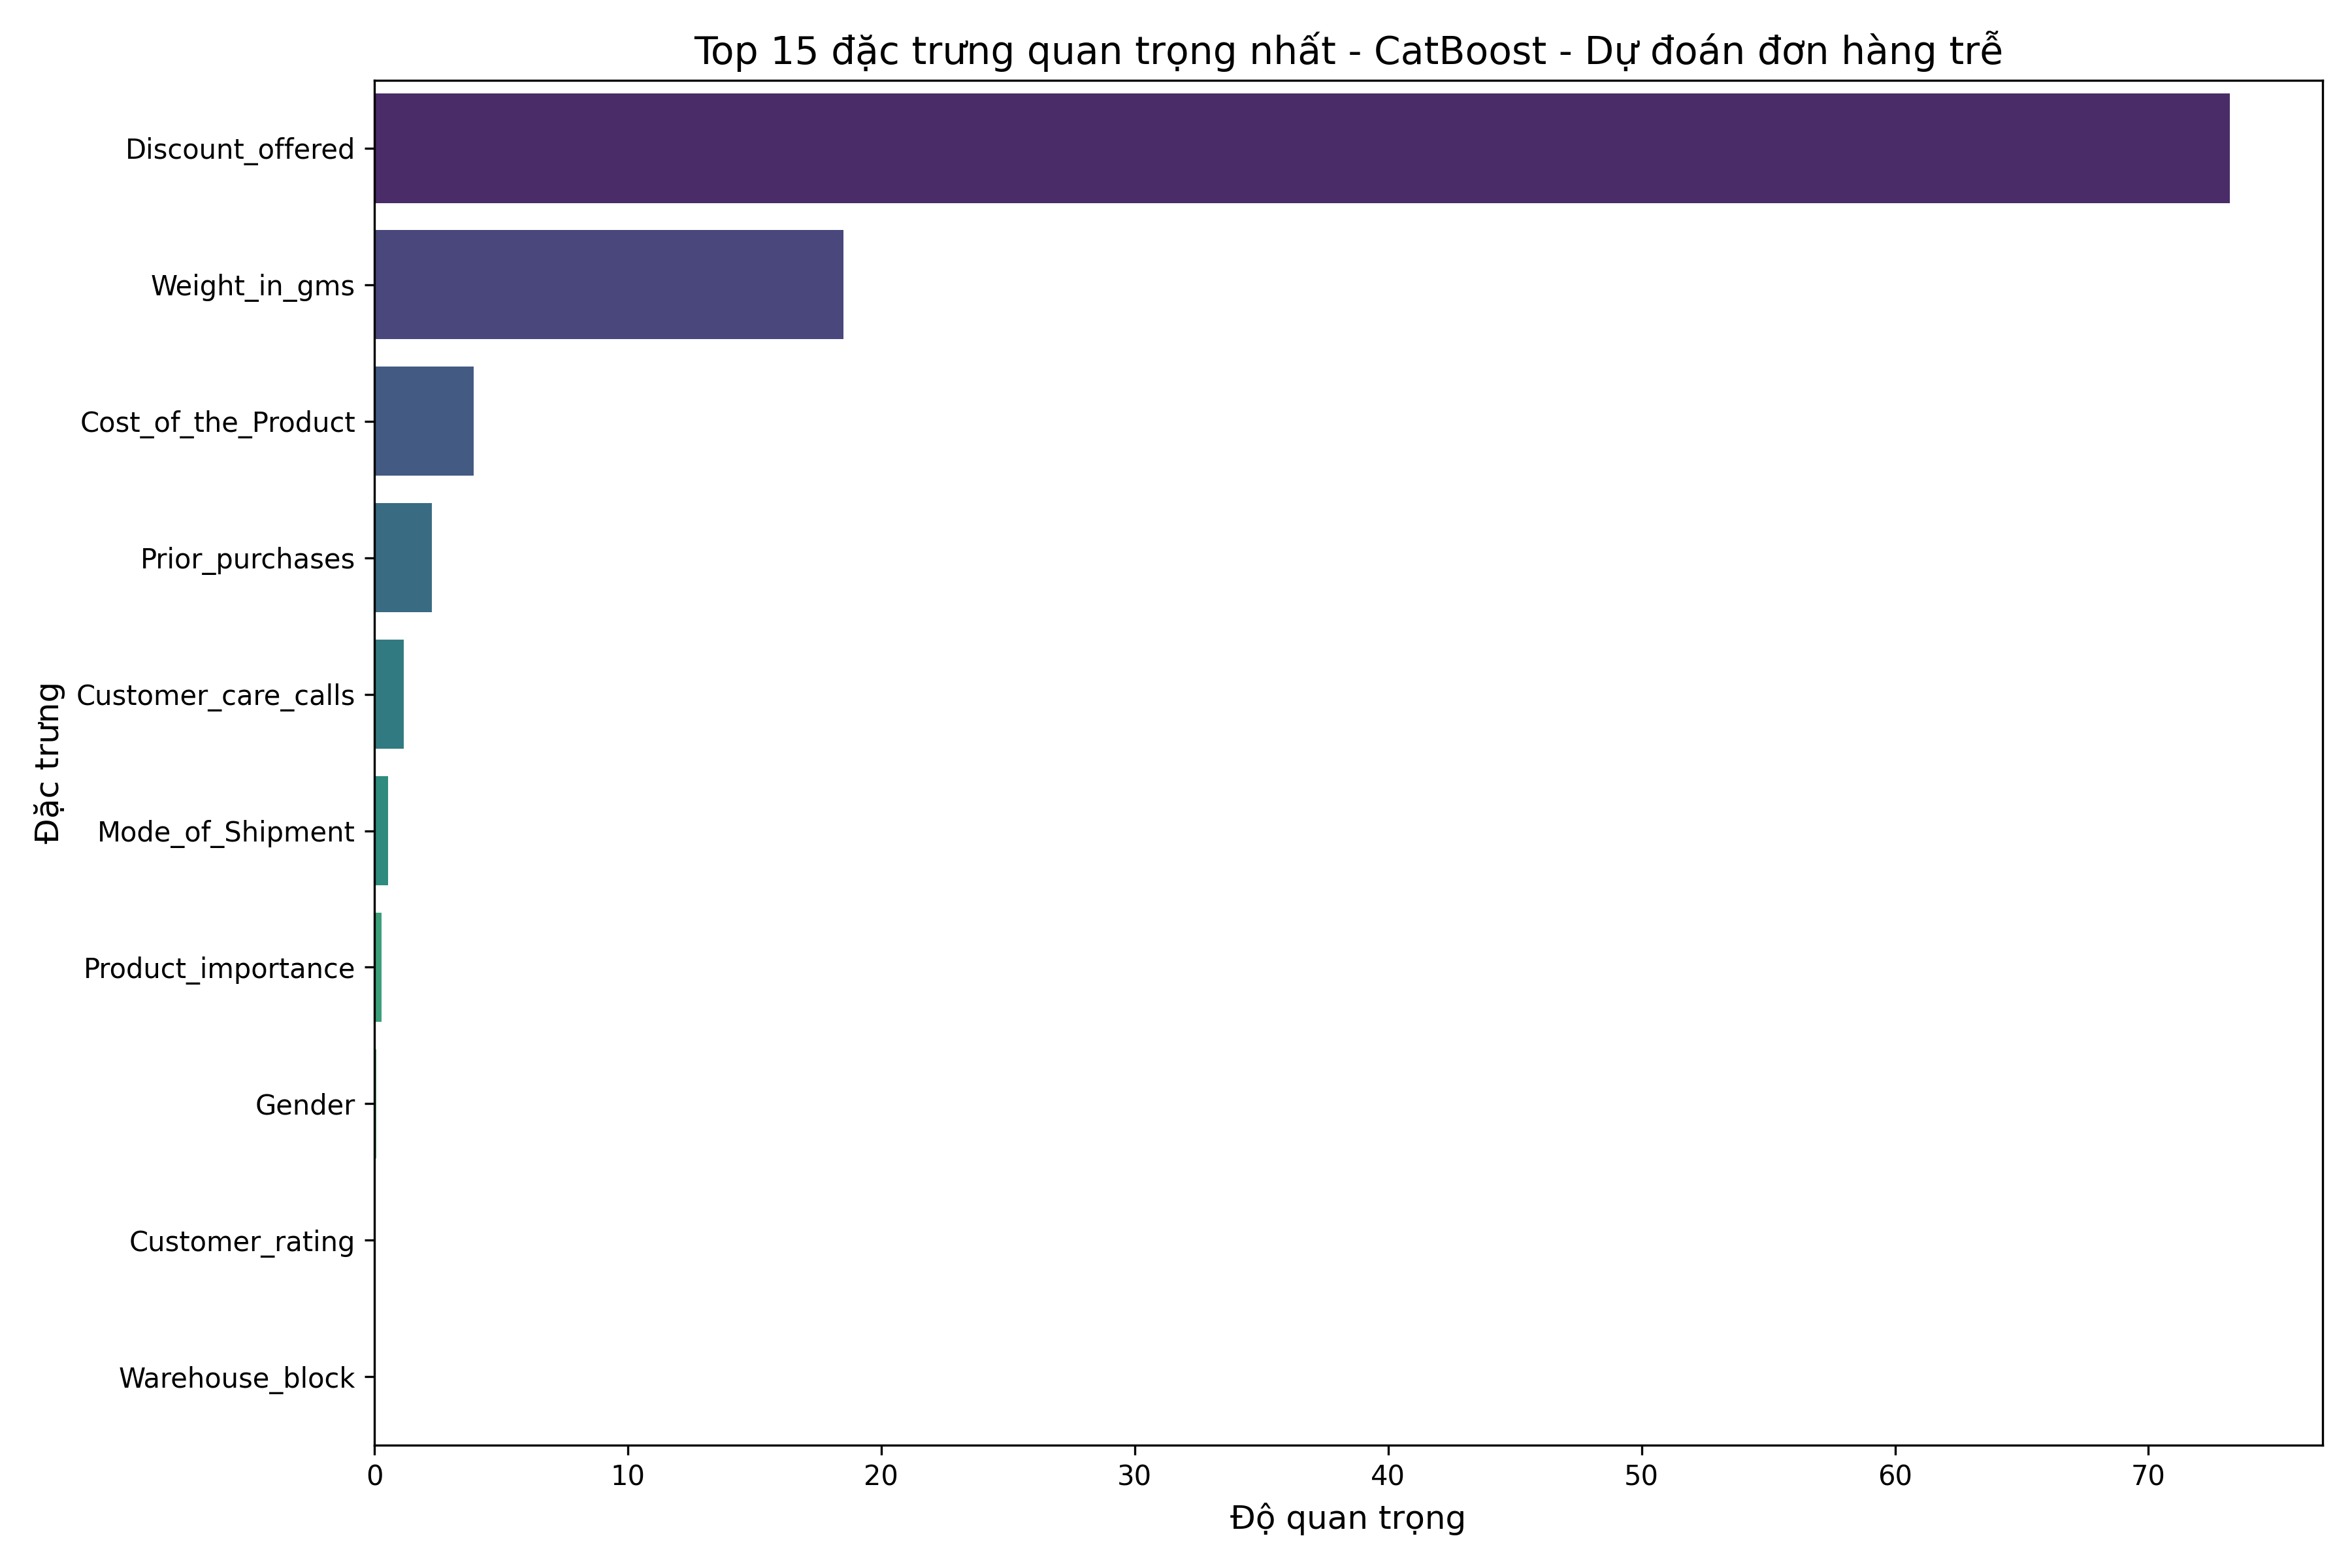 Top 15 đặc trưng quan trọng nhất - CatBoost - Dự đoán đơn hàng trễ
Đặc trưng
Discount_offered
Weight_in_gms
Cost_of_the_Product
Prior_purchases
Customer_care_calls
Mode_of_Shipment
Product_importance
Gender
Customer_rating
Warehouse_block
0 10 20 30 40 50 60 70
Độ quan trọng